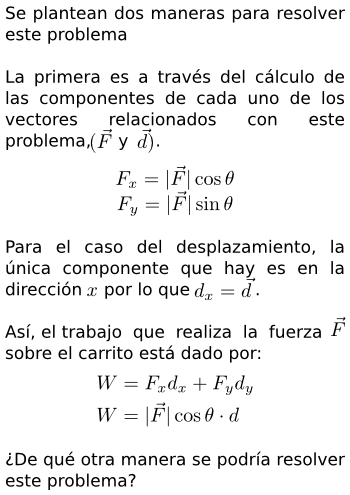 Se plantean dos maneras para resolver
este problema
La primera es a través del cálculo de
las componentes de cada uno de los
vectores relacionados con este
problema,(\vec{F} y \vec{d}).
F_x = |\vec{F}| cos θ
F_y = |\vec{F}| sin θ
Para el caso del desplazamiento, la
única componente que hay es en la
dirección x por lo que d_x = \vec{d}.
Así, el trabajo que realiza la fuerza \vec{F}
sobre el carrito está dado por:
W = F_x d_x + F_y d_y
W = |\vec{F}| cos θ · d
¿De qué otra manera se podría resolver
este problema?